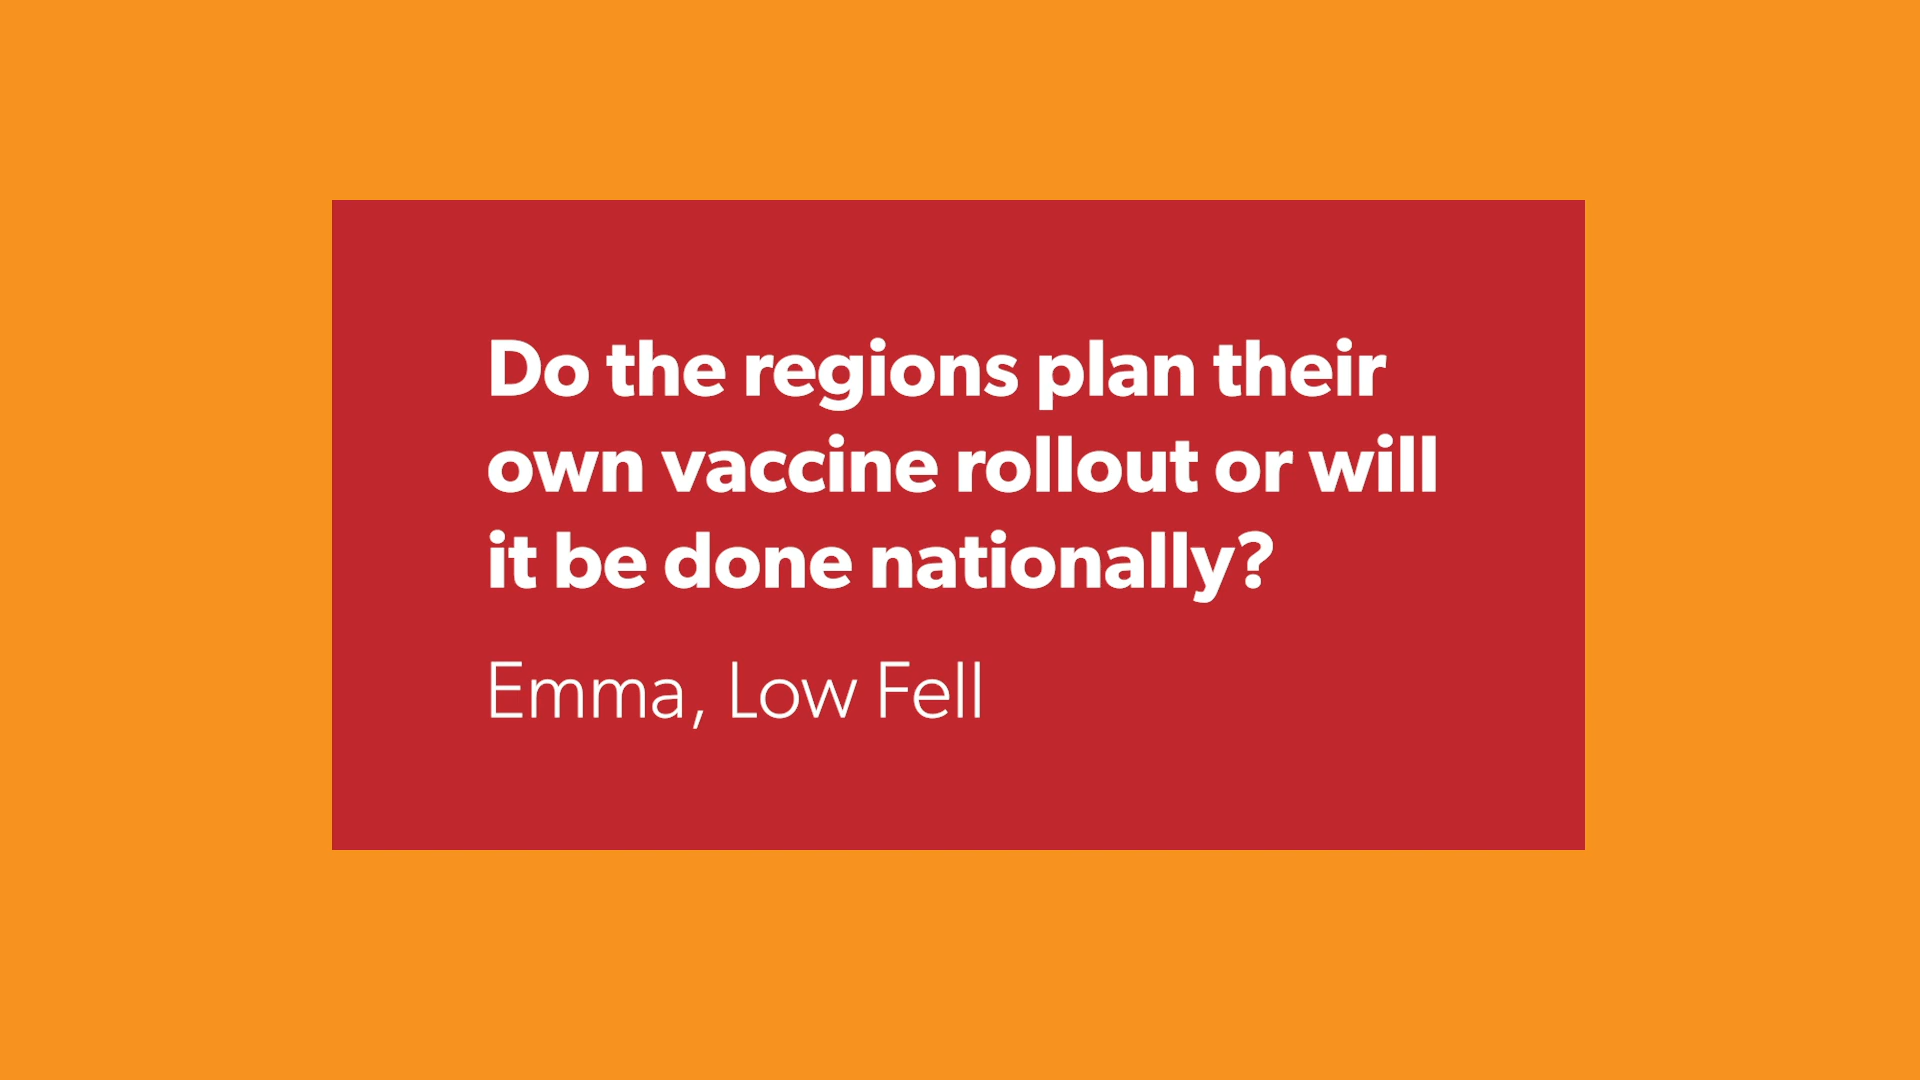 Do the regions plan their
own vaccine rollout or will
it be done nationally?
Emma, Low Fell